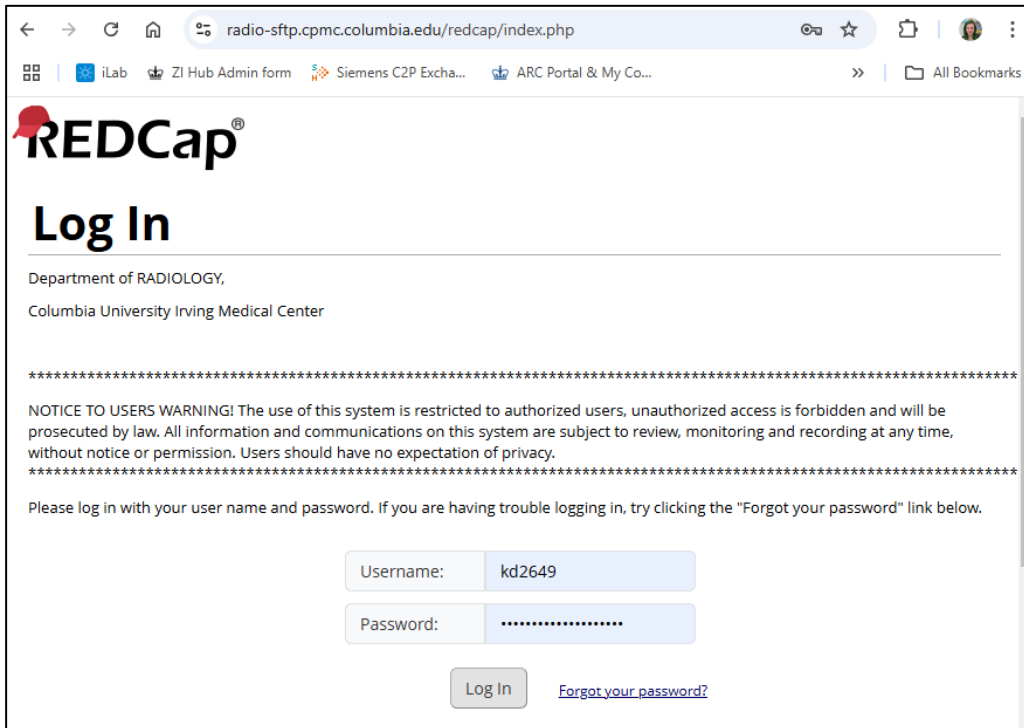 radio-sftp.cpmc.columbia.edu/redcap/index.php
iLab ZI Hub Admin form Siemens C2P Excha... ARC Portal & My Co... » All Bookmarks
REDCap®
Log In
Department of RADIOLOGY,
Columbia University Irving Medical Center
************************************************************************************************************************
NOTICE TO USERS WARNING! The use of this system is restricted to authorized users, unauthorized access is forbidden and will be
prosecuted by law. All information and communications on this system are subject to review, monitoring and recording at any time,
without notice or permission. Users should have no expectation of privacy.
************************************************************************************************************************
Please log in with your user name and password. If you are having trouble logging in, try clicking the "Forgot your password" link below.
Username: kd2649
Password: ••••••••••••••••••••
Log In Forgot your password?